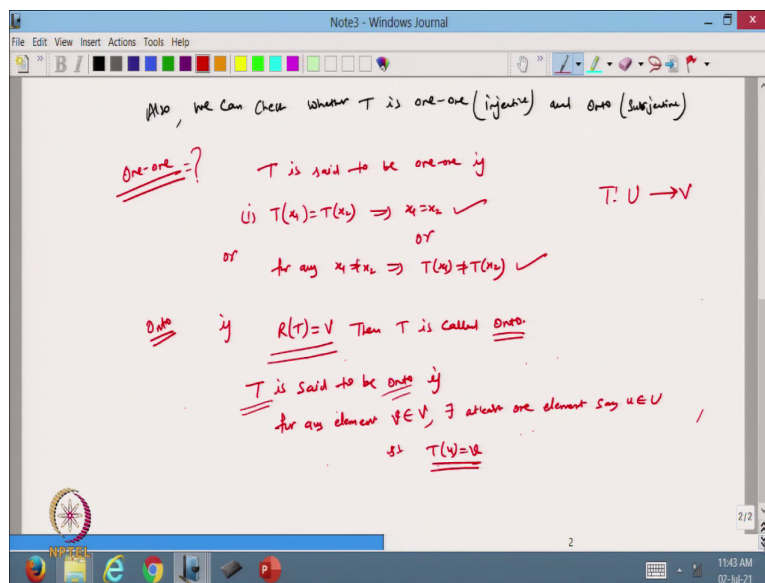 Note3 - Windows Journal
File Edit View Insert Actions Tools Help
Also, we can check whether T is one-one (injective) and onto (surjective)
One-one=? T is said to be one-one if
(i) T(x₁)=T(x₂) ⇒ x₁=x₂ ✓ T: U → V
or
or for any x₁≠x₂ ⇒ T(x₁)≠T(x₂) ✓
Onto if R(T)=V Then T is called onto.
T is said to be onto if
for any element v∈V, ∃ atleast one element say u∈U,
st T(u)=v
2/2
2
NPTEL
11:43 AM
02-Jul-21